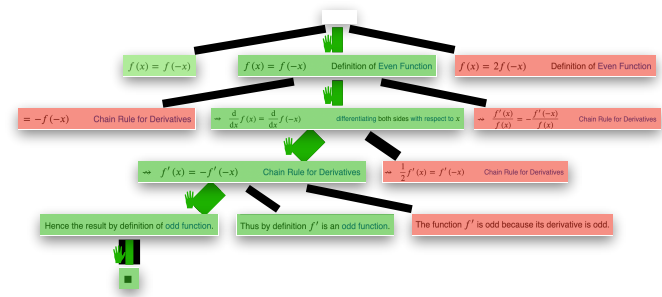 f(x) = f(−x)
f(x) = f(−x) Definition of Even Function
f(x) = 2f(−x) Definition of Even Function
= −f(−x) Chain Rule for Derivatives
⇝ d/dx f(x) = d/dx f(−x) differentiating both sides with respect to x
⇝ f′(x)/f(x) = −f′(−x)/f(x) Chain Rule for Derivatives
⇝ f′(x) = −f′(−x) Chain Rule for Derivatives
⇝ 1/2 f′(x) = f′(−x) Chain Rule for Derivatives
Hence the result by definition of odd function.
Thus by definition f′ is an odd function.
The function f′ is odd because its derivative is odd.
■